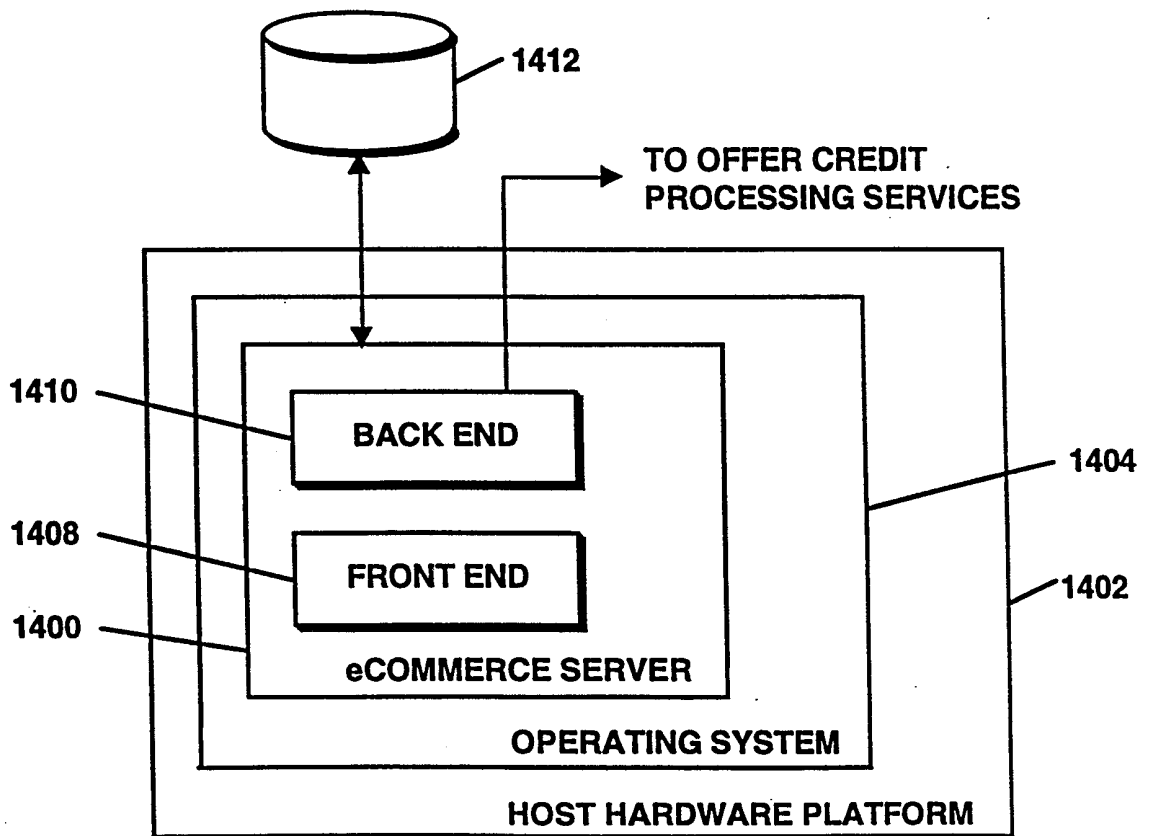 1412
TO OFFER CREDIT
PROCESSING SERVICES
1410
BACK END
1404
1408
FRONT END
1402
1400
eCOMMERCE SERVER
OPERATING SYSTEM
HOST HARDWARE PLATFORM